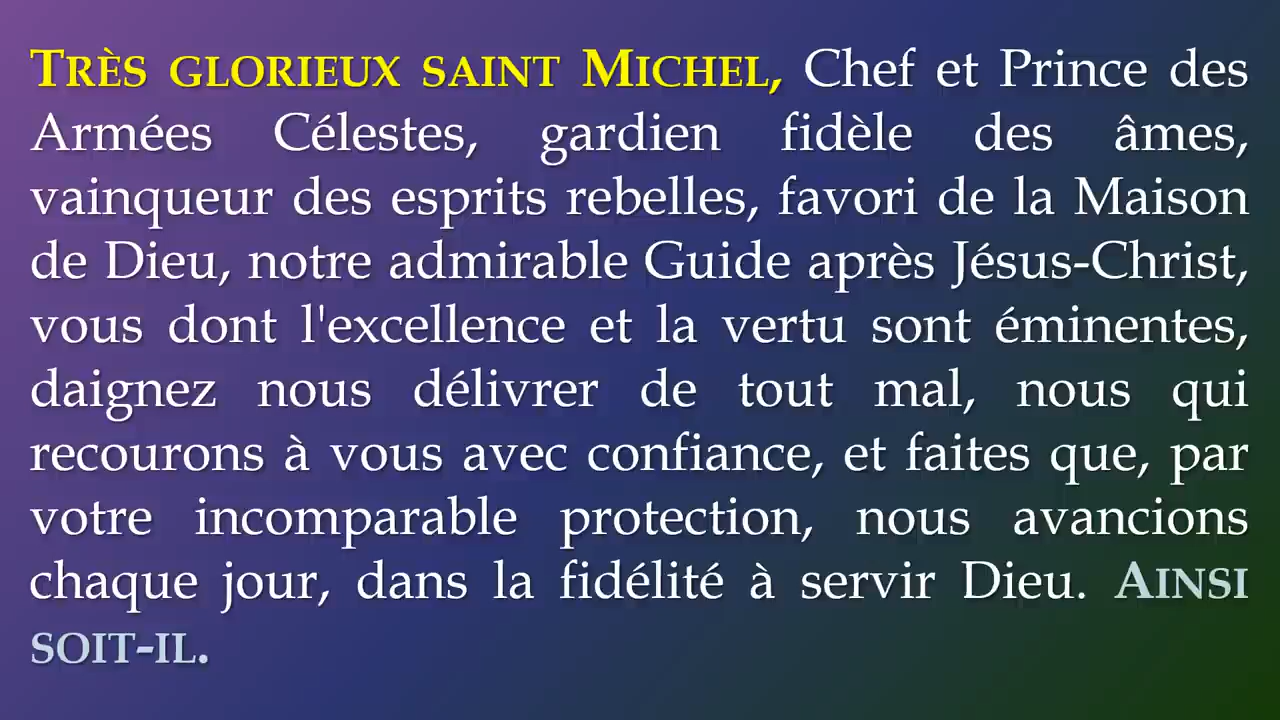 Très glorieux saint Michel, Chef et Prince des
Armées Célestes, gardien fidèle des âmes,
vainqueur des esprits rebelles, favori de la Maison
de Dieu, notre admirable Guide après Jésus-Christ,
vous dont l'excellence et la vertu sont éminentes,
daignez nous délivrer de tout mal, nous qui
recourons à vous avec confiance, et faites que, par
votre incomparable protection, nous avancions
chaque jour, dans la fidélité à servir Dieu. Ainsi
soit-il.